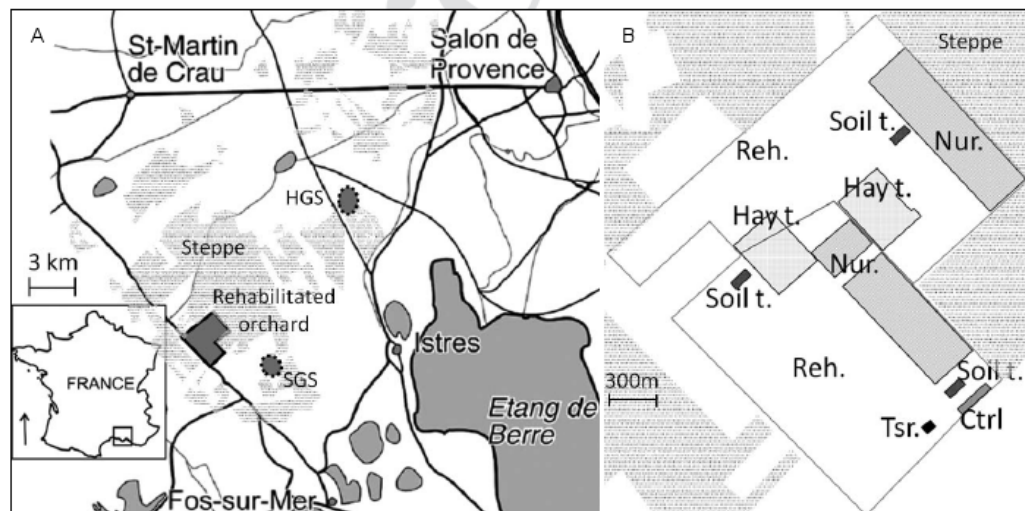 A
St-Martin
de Crau
Salon de
Provence
HGS
Steppe
3 km
Rehabilitated
orchard
SGS
Istres
FRANCE
Etang de
Berre
Fos-sur-Mer
B
Steppe
Soil t.
Nur.
Reh.
Hay t.
Hay t.
Nur.
Soil t.
Reh.
300m
Soil t.
Tsr.
Ctrl